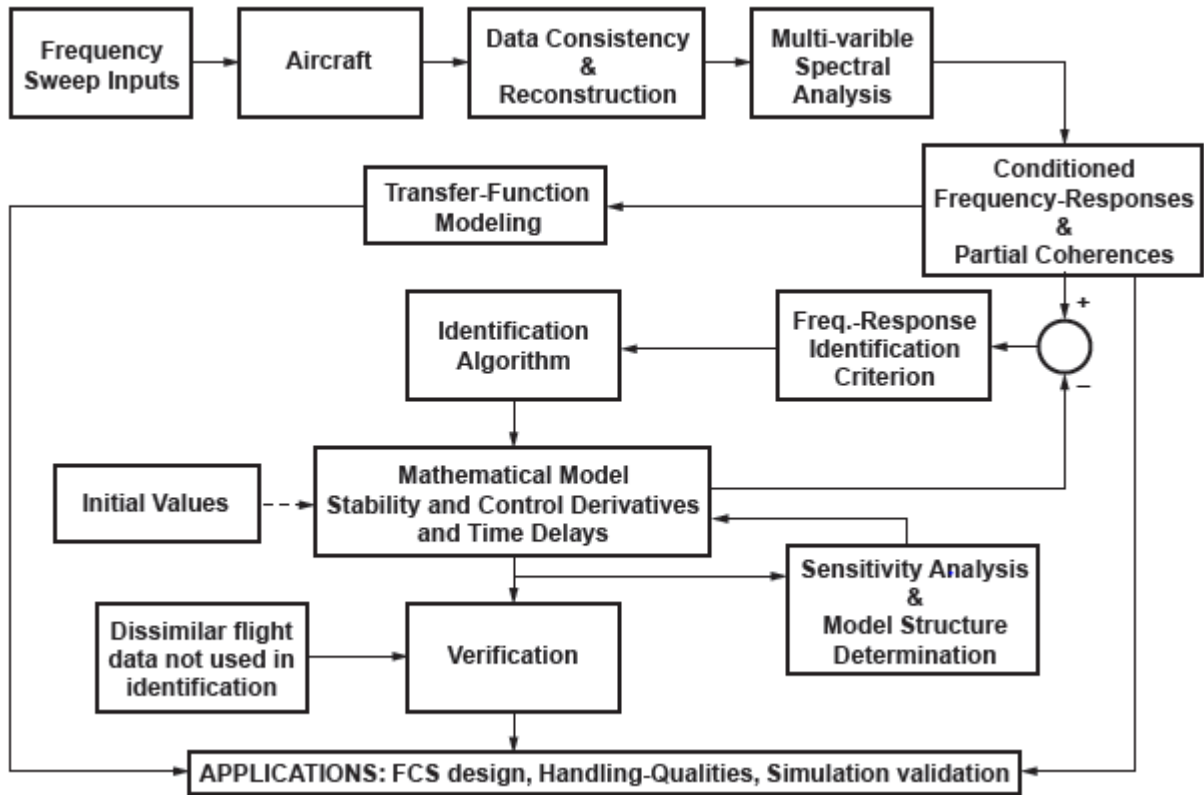 Frequency
Sweep Inputs
Aircraft
Data Consistency
&
Reconstruction
Multi-varible
Spectral
Analysis
Conditioned
Frequency-Responses
&
Partial Coherences
Transfer-Function
Modeling
+
−
Freq.-Response
Identification
Criterion
Identification
Algorithm
Initial Values
Mathematical Model
Stability and Control Derivatives
and Time Delays
Sensitivity Analysis
&
Model Structure
Determination
Dissimilar flight
data not used in
identification
Verification
APPLICATIONS: FCS design, Handling-Qualities, Simulation validation